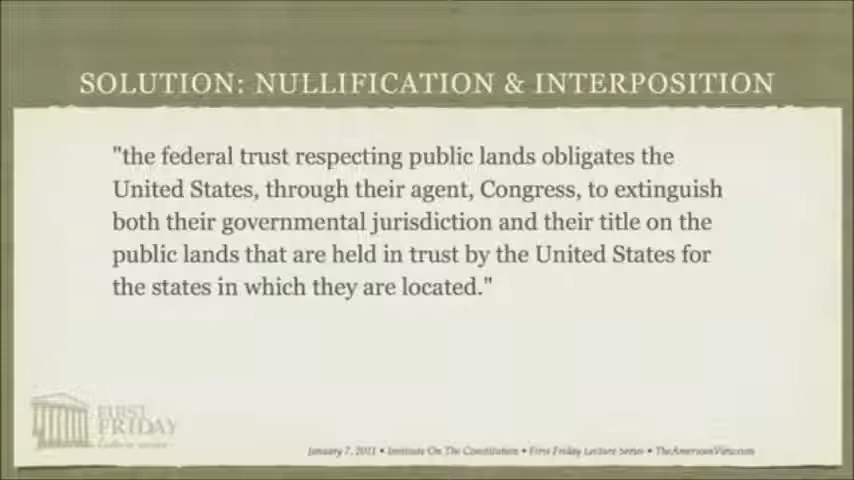 SOLUTION: NULLIFICATION & INTERPOSITION
"the federal trust respecting public lands obligates the
United States, through their agent, Congress, to extinguish
both their governmental jurisdiction and their title on the
public lands that are held in trust by the United States for
the states in which they are located."
FIRST
FRIDAY
Lecture Series
January 7, 2011 • Institute On The Constitution • First Friday Lecture Series • TheAmericanView.com